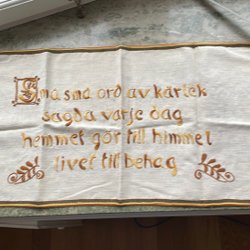 Små små ord av kärlek
sagda varje dag
hemmet gör till himmel
livet till behag